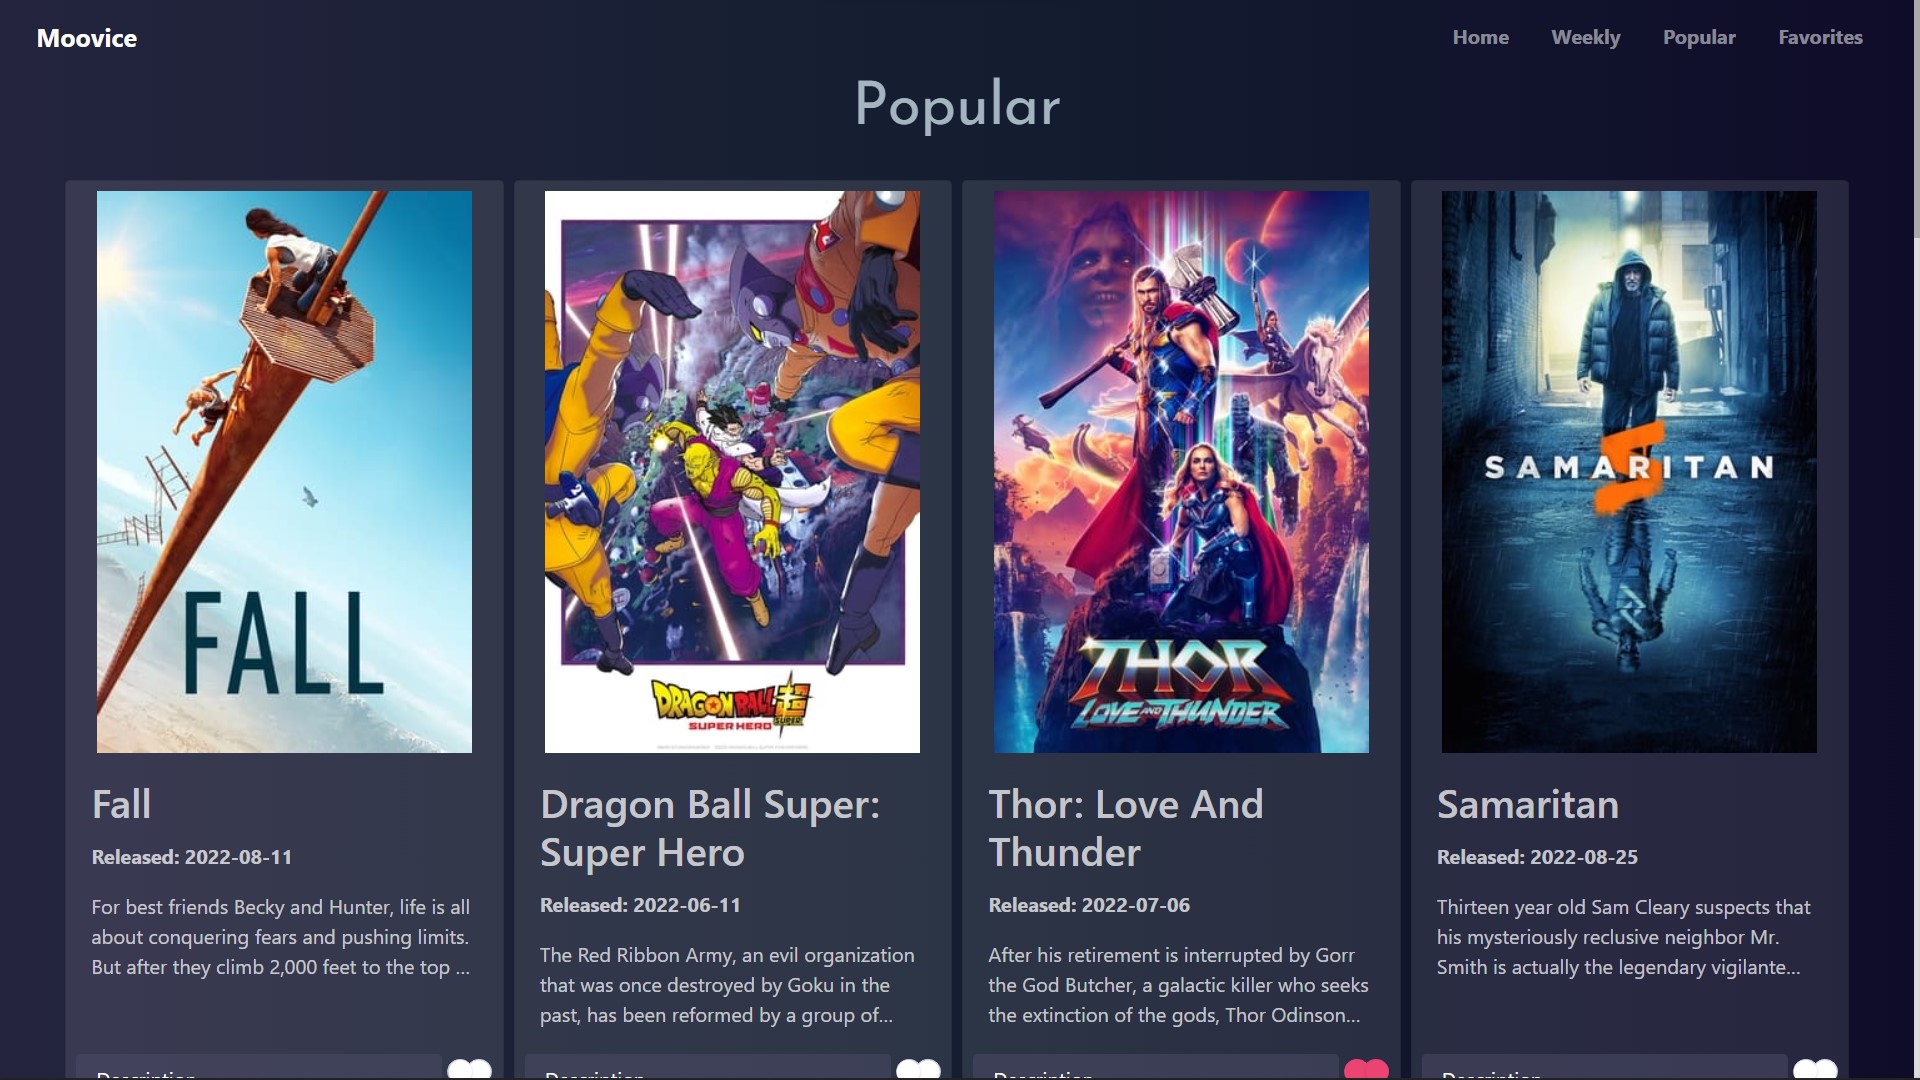 Moovice
Home Weekly Popular Favorites
Popular
FALL
DRAGONBALL
SUPER
SUPER HERO
THOR
LOVE AND THUNDER
SAMARITAN
Fall
Released: 2022-08-11
For best friends Becky and Hunter, life is all
about conquering fears and pushing limits.
But after they climb 2,000 feet to the top ...
Description
Dragon Ball Super:
Super Hero
Released: 2022-06-11
The Red Ribbon Army, an evil organization
that was once destroyed by Goku in the
past, has been reformed by a group of...
Description
Thor: Love And
Thunder
Released: 2022-07-06
After his retirement is interrupted by Gorr
the God Butcher, a galactic killer who seeks
the extinction of the gods, Thor Odinson...
Description
Samaritan
Released: 2022-08-25
Thirteen year old Sam Cleary suspects that
his mysteriously reclusive neighbor Mr.
Smith is actually the legendary vigilante...
Description